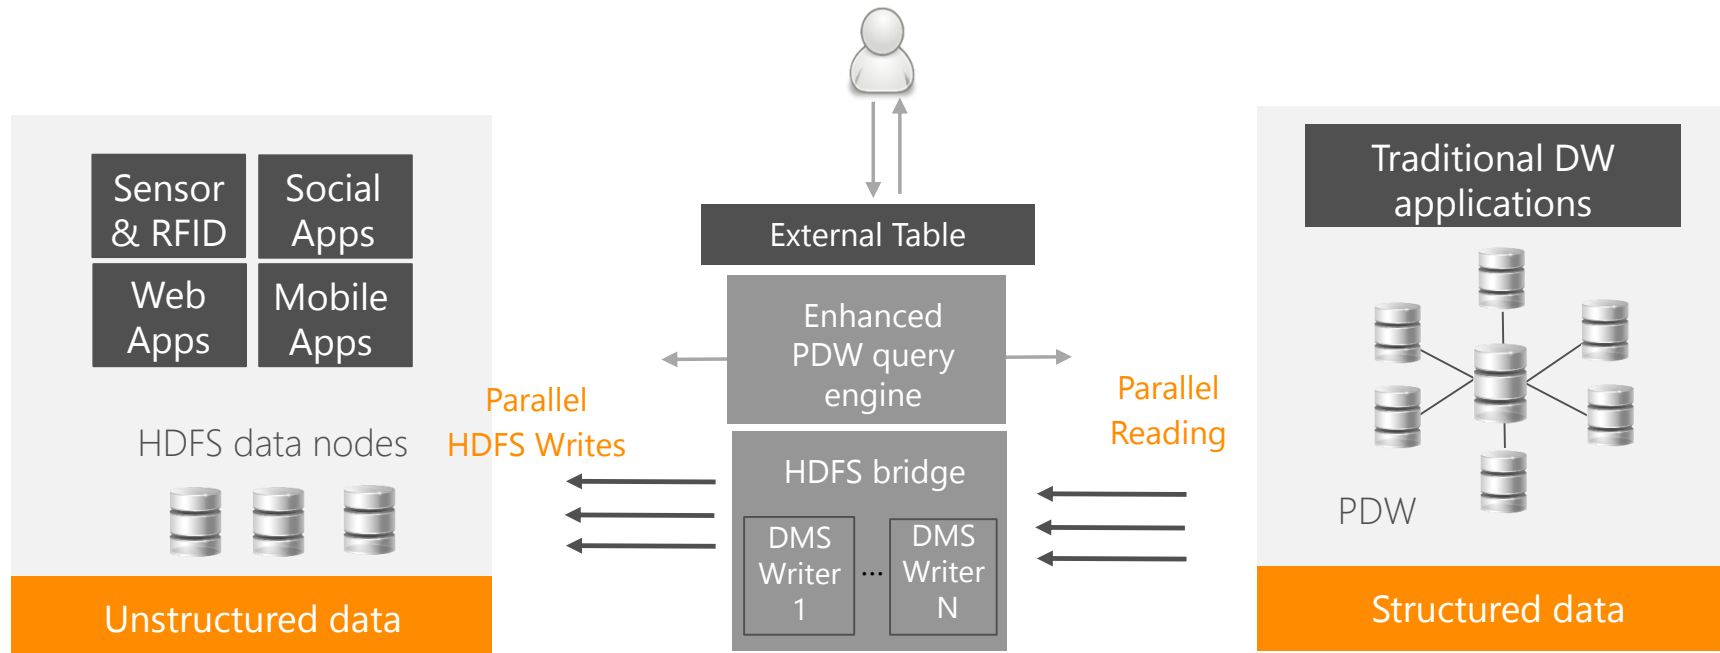 Sensor
& RFID
Social
Apps
Web
Apps
Mobile
Apps
HDFS data nodes
Unstructured data
Parallel
HDFS Writes
External Table
Enhanced
PDW query
engine
HDFS bridge
DMS
Writer
1
...
DMS
Writer
N
Parallel
Reading
Traditional DW
applications
PDW
Structured data